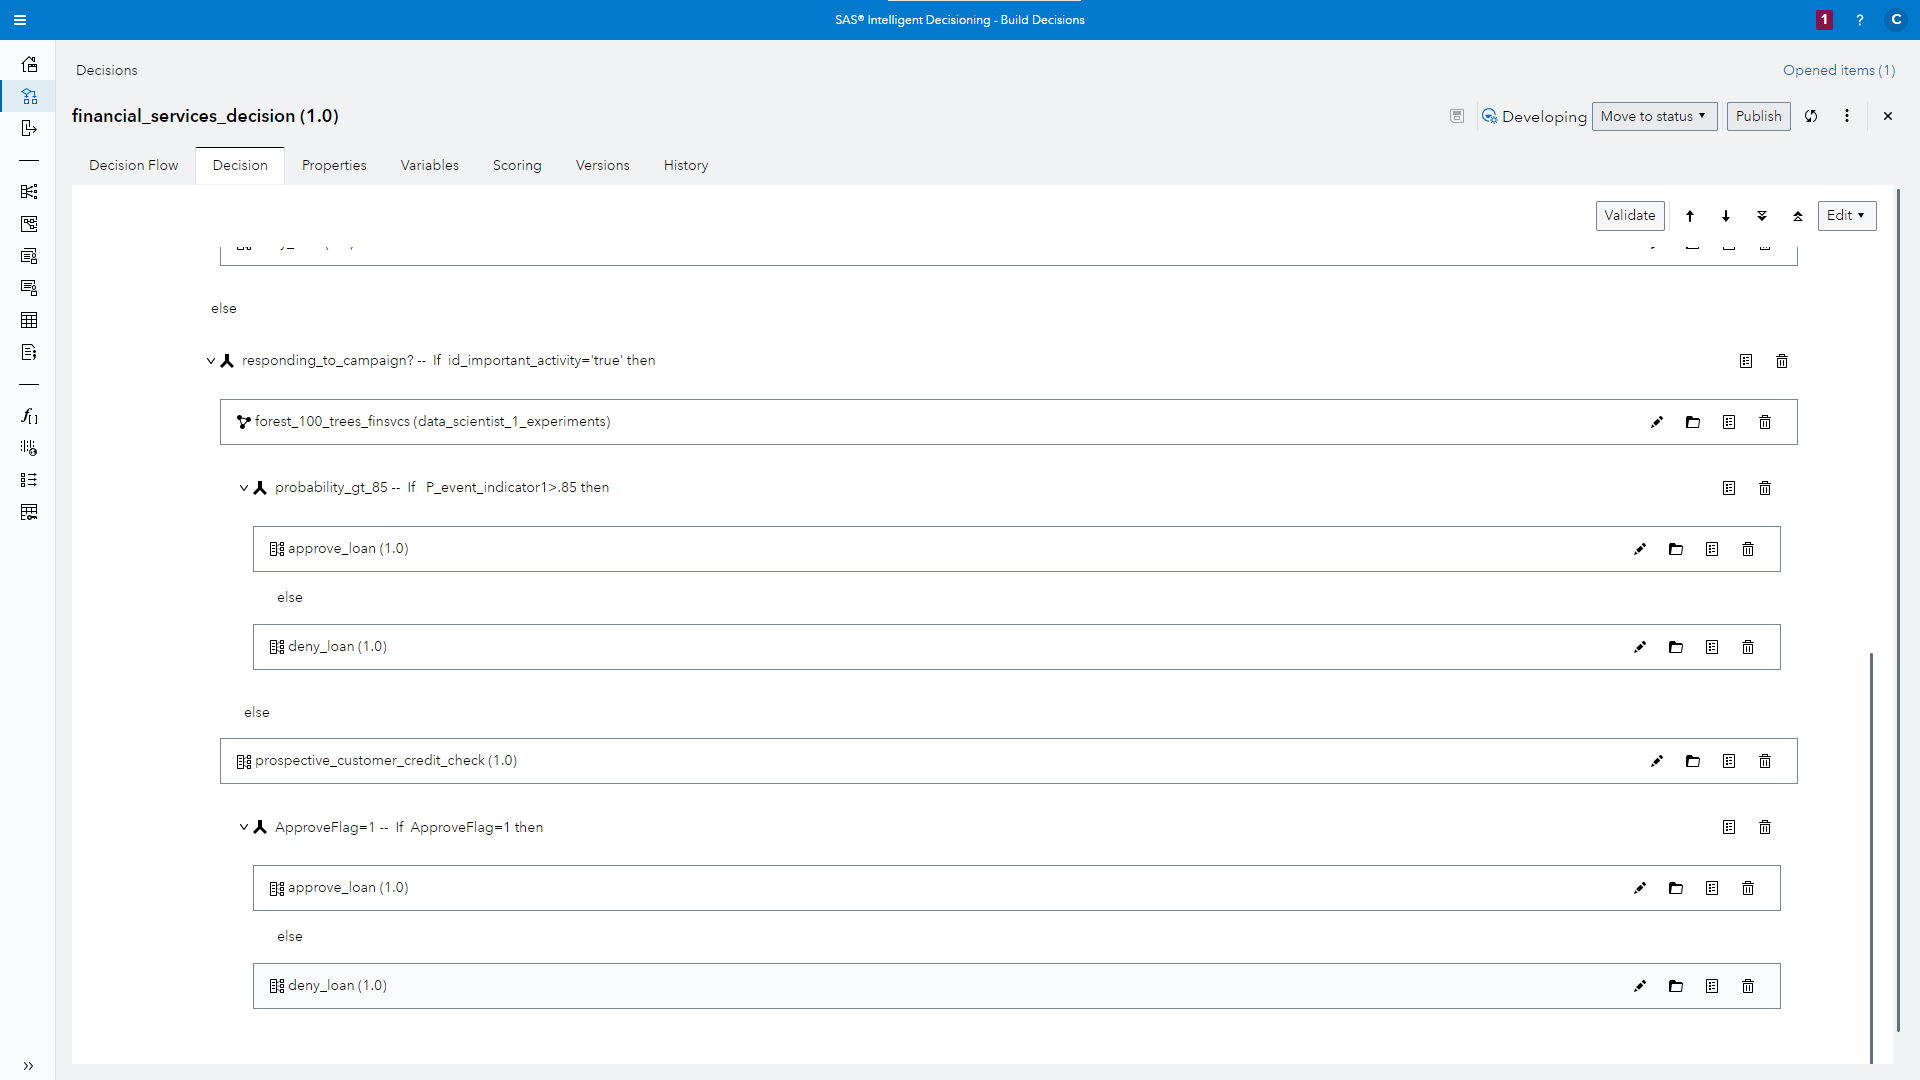 SAS® Intelligent Decisioning - Build Decisions
1
?
C
Decisions
Opened items (1)
financial_services_decision (1.0)
Developing
Move to status
Publish
Decision Flow
Decision
Properties
Variables
Scoring
Versions
History
Validate
Edit
else
responding_to_campaign? -- If id_important_activity='true' then
forest_100_trees_finsvcs (data_scientist_1_experiments)
probability_gt_85 -- If P_event_indicator1>.85 then
approve_loan (1.0)
else
deny_loan (1.0)
else
prospective_customer_credit_check (1.0)
ApproveFlag=1 -- If ApproveFlag=1 then
approve_loan (1.0)
else
deny_loan (1.0)